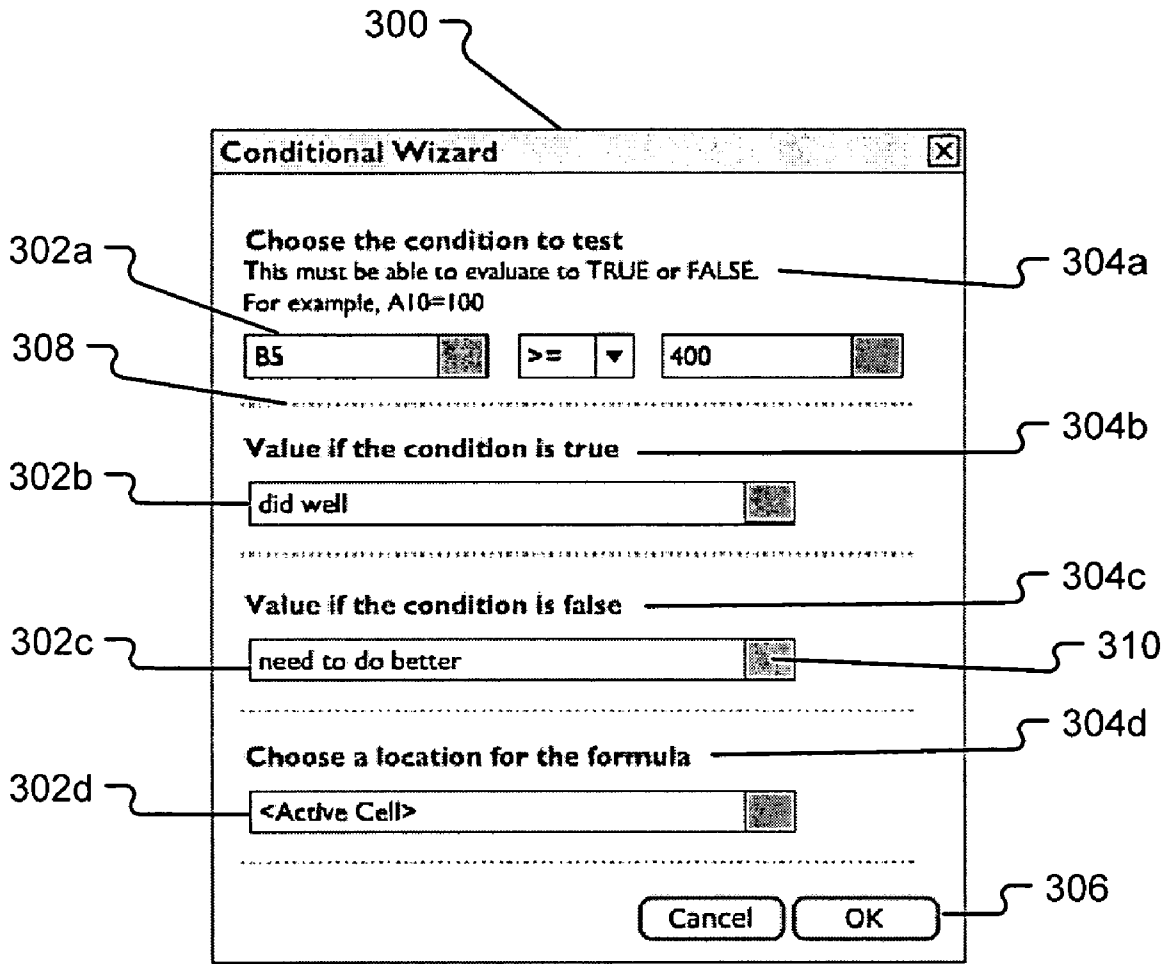 300
Conditional Wizard
302a
Choose the condition to test
This must be able to evaluate to TRUE or FALSE.
304a
For example, A10=100
308
B5 >= 400
304b
Value if the condition is true
302b
did well
304c
Value if the condition is false
302c
need to do better
310
304d
Choose a location for the formula
302d
<Active Cell>
Cancel OK
306